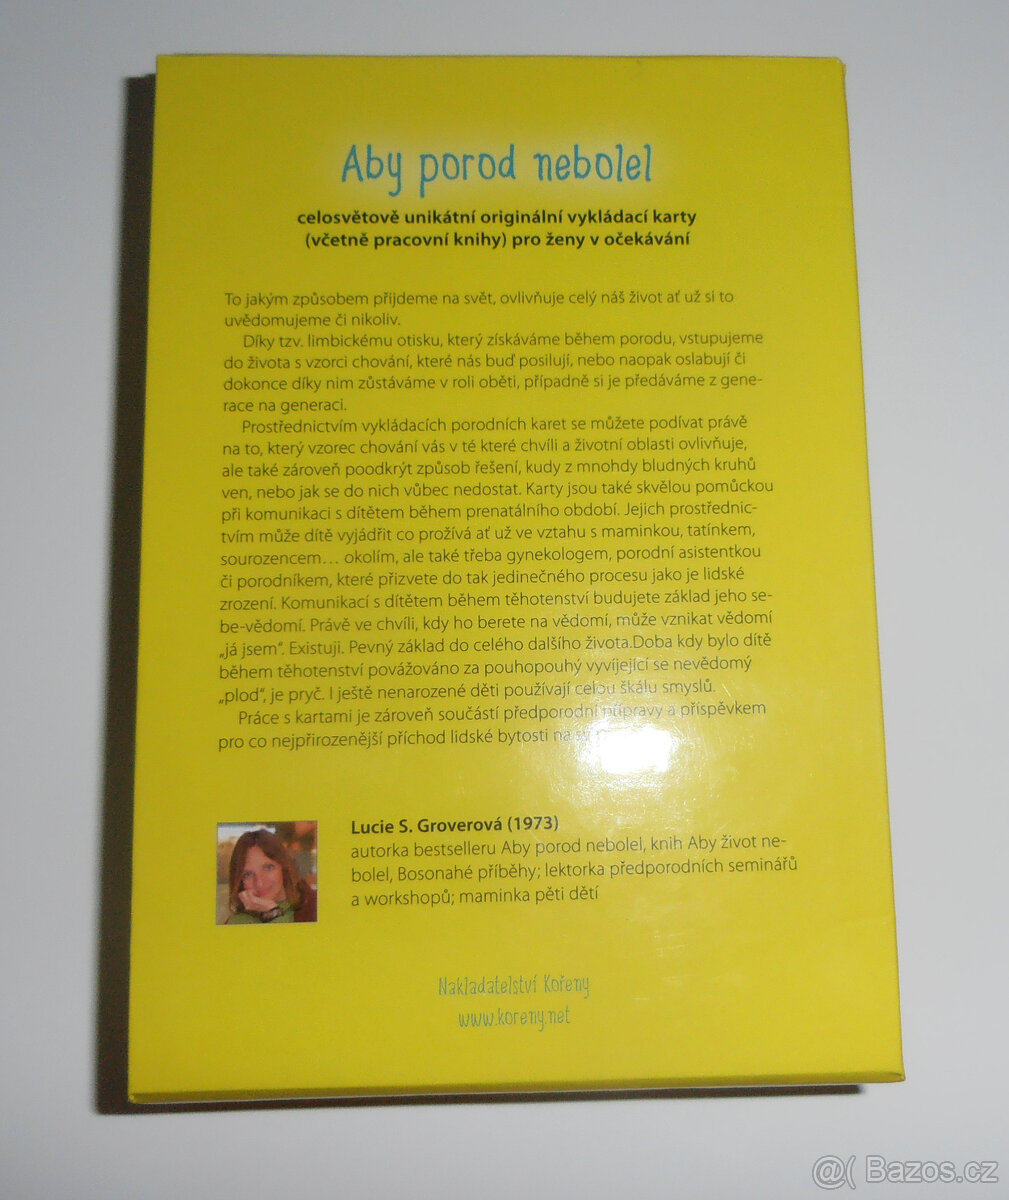 Aby porod nebolel
celosvětově unikátní originální vykládací karty
(včetně pracovní knihy) pro ženy v očekávání
To jakým způsobem přijdeme na svět, ovlivňuje celý náš život ať už si to
uvědomujeme či nikoliv.
Díky tzv. limbickému otisku, který získáváme během porodu, vstupujeme
do života s vzorci chování, které nás buď posilují, nebo naopak oslabují či
dokonce díky nim zůstáváme v roli oběti, případně si je předáváme z gene-
race na generaci.
Prostřednictvím vykládacích porodních karet se můžete podívat právě
na to, který vzorec chování vás v té které chvíli a životní oblasti ovlivňuje,
ale také zároveň poodkrýt způsob řešení, kudy z mnohdy bludných kruhů
ven, nebo jak se do nich vůbec nedostat. Karty jsou také skvělou pomůckou
při komunikaci s dítětem během prenatálního období. Jejich prostřednic-
tvím může dítě vyjádřit co prožívá ať už ve vztahu s maminkou, tatínkem,
sourozencem... okolím, ale také třeba gynekologem, porodní asistentkou
či porodníkem, které přizvete do tak jedinečného procesu jako je lidské
zrození. Komunikací s dítětem během těhotenství budujete základ jeho se-
be-vědomí. Právě ve chvíli, kdy ho berete na vědomí, může vznikat vědomí
„já jsem“. Existuji. Pevný základ do celého dalšího života.Doba kdy bylo dítě
během těhotenství považováno za pouhopouhý vyvíjející se nevědomý
„plod“, je pryč. I ještě nenarozené děti používají celou škálu smyslů.
Práce s kartami je zároveň součástí předporodní přípravy a příspěvkem
pro co nejpřirozenější příchod lidské bytosti na
Lucie S. Groverová (1973)
autorka bestselleru Aby porod nebolel, knih Aby život ne-
bolel, Bosonahé příběhy; lektorka předporodních seminářů
a workshopů; maminka pěti dětí
Nakladatelství Kořeny
www.koreny.net
@( Bazos.cz